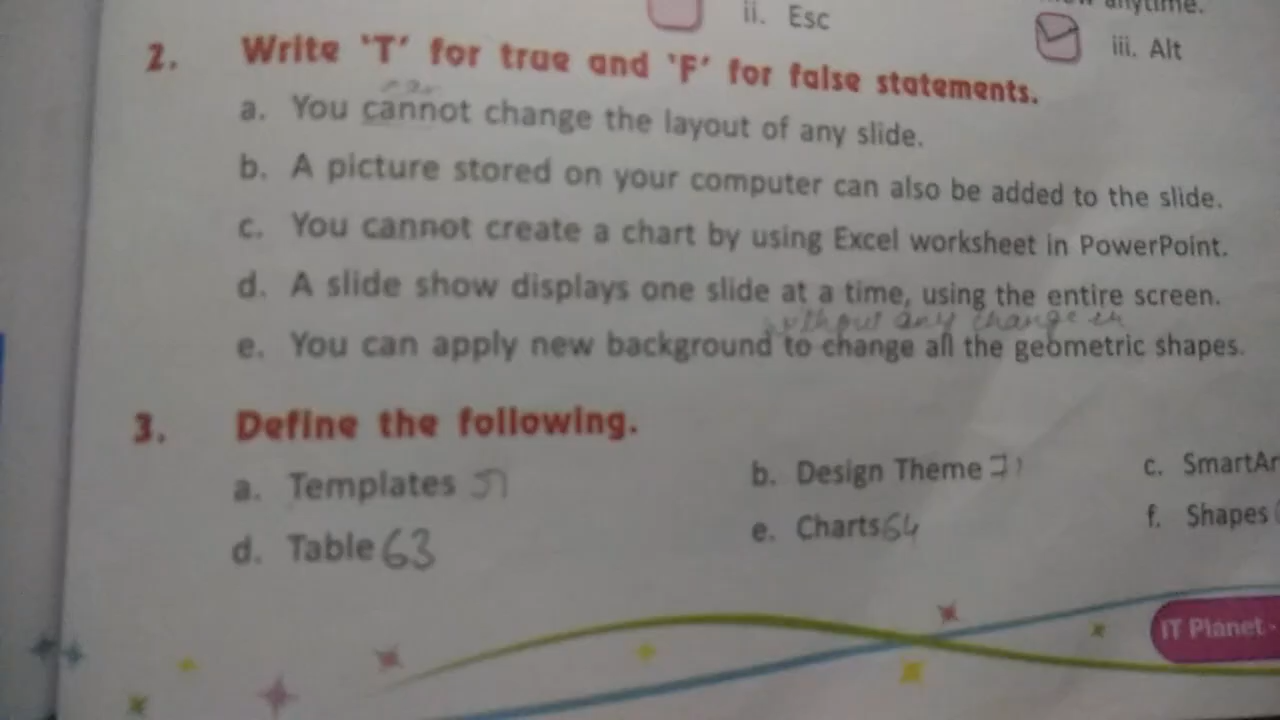 ii. Esc
anytime.
iii. Alt
2. Write 'T' for true and 'F' for false statements.
can
a. You cannot change the layout of any slide.
b. A picture stored on your computer can also be added to the slide.
c. You cannot create a chart by using Excel worksheet in PowerPoint.
d. A slide show displays one slide at a time, using the entire screen.
without any change in
e. You can apply new background to change all the geometric shapes.
3. Define the following.
a. Templates b. Design Theme c. SmartAr
d. Table 63 e. Charts 64 f. Shapes
IT Planet -